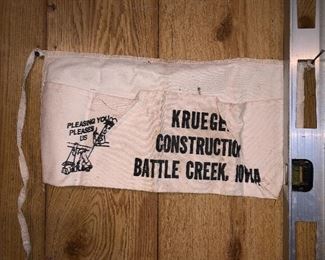 PLEASING YOU
PLEASES
US
KRUEGE
CONSTRUCTIO
BATTLE CREEK, IOWA